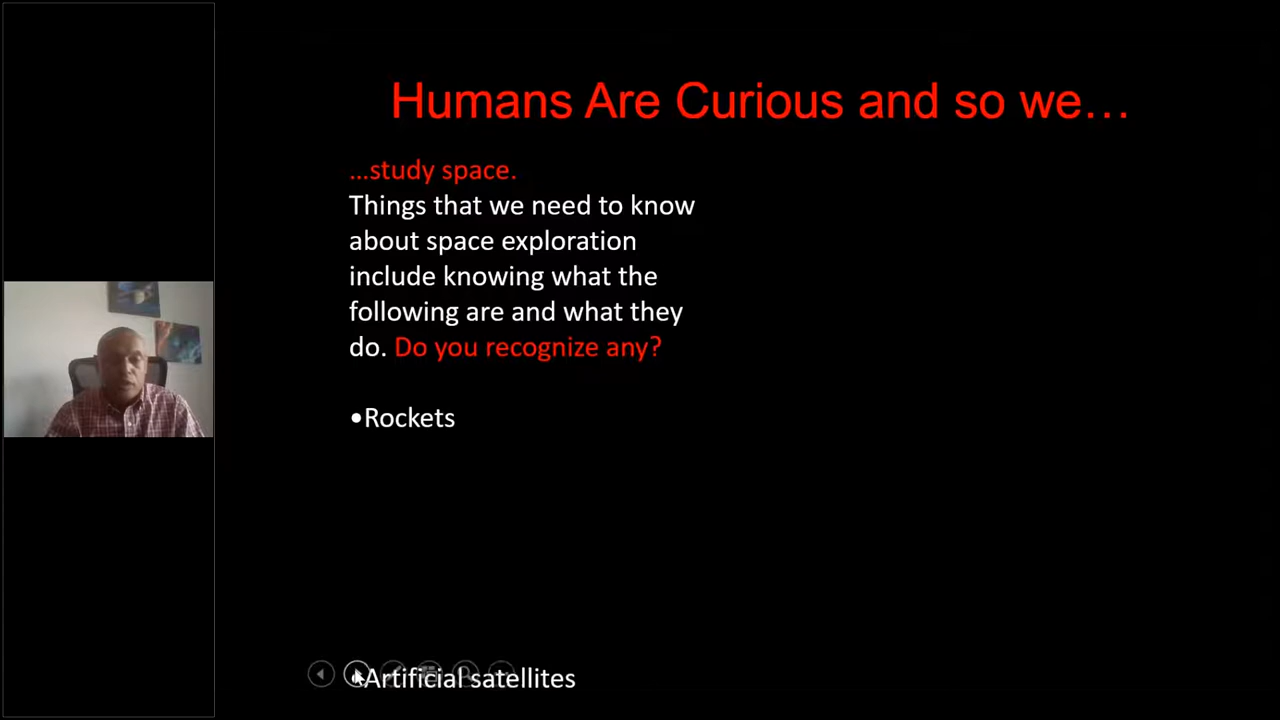 Humans Are Curious and so we…
…study space.
Things that we need to know
about space exploration
include knowing what the
following are and what they
do. Do you recognize any?
•Rockets
•Artificial satellites